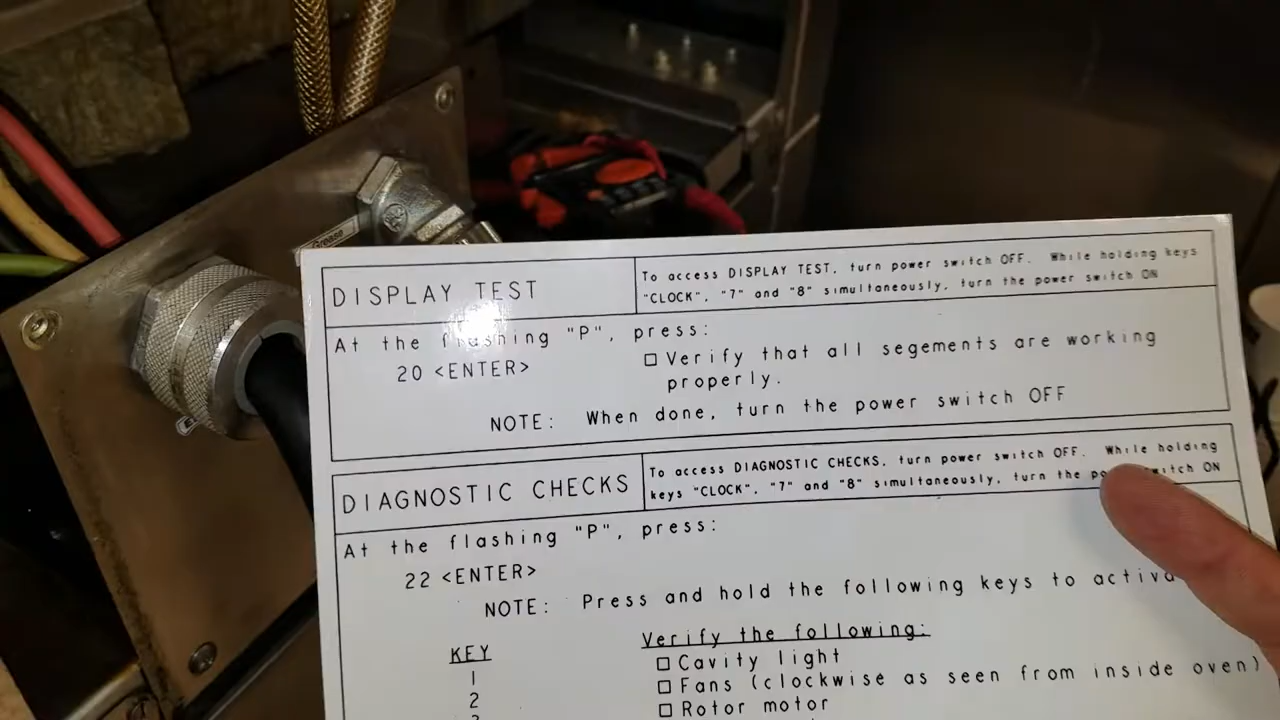 Grease
DISPLAY TEST
To access DISPLAY TEST, turn power switch OFF. While holding keys
"CLOCK", "7" and "8" simultaneously, turn the power switch ON
At the flashing "P", press:
20 <ENTER>
☐ Verify that all segements are working
properly.
NOTE: When done, turn the power switch OFF
DIAGNOSTIC CHECKS
To access DIAGNOSTIC CHECKS, turn power switch OFF. While holding
keys "CLOCK", "7" and "8" simultaneously, turn the ON
At the flashing "P", press:
22 <ENTER>
NOTE: Press and hold the following keys to
KEY
Verify the following:
1
☐ Cavity light
2
☐ Fans (clockwise as seen from inside oven)
☐ Rotor motor